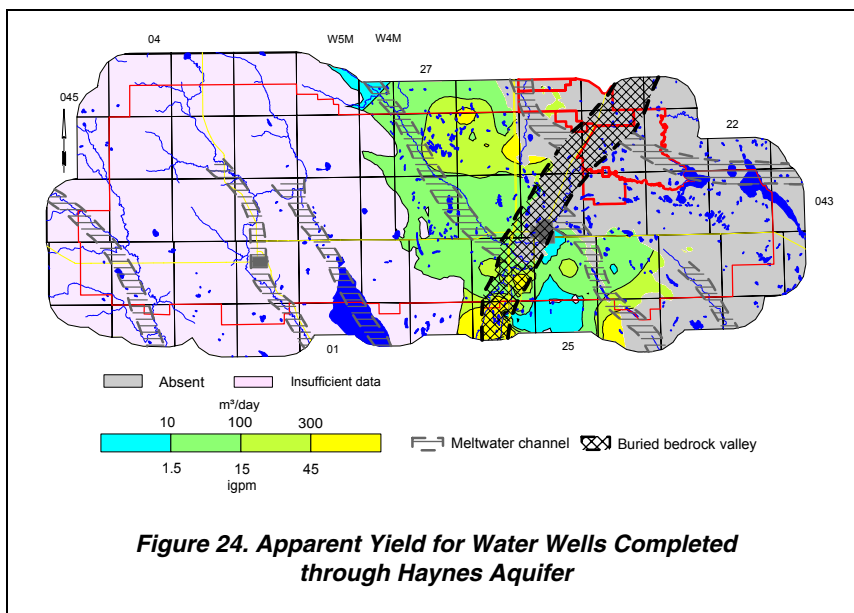 04
W5M W4M
27
045
22
043
01
25
Absent
Insufficient data
m³/day
10 100 300
1.5 15 45
igpm
Meltwater channel
Buried bedrock valley
Figure 24. Apparent Yield for Water Wells Completed
through Haynes Aquifer